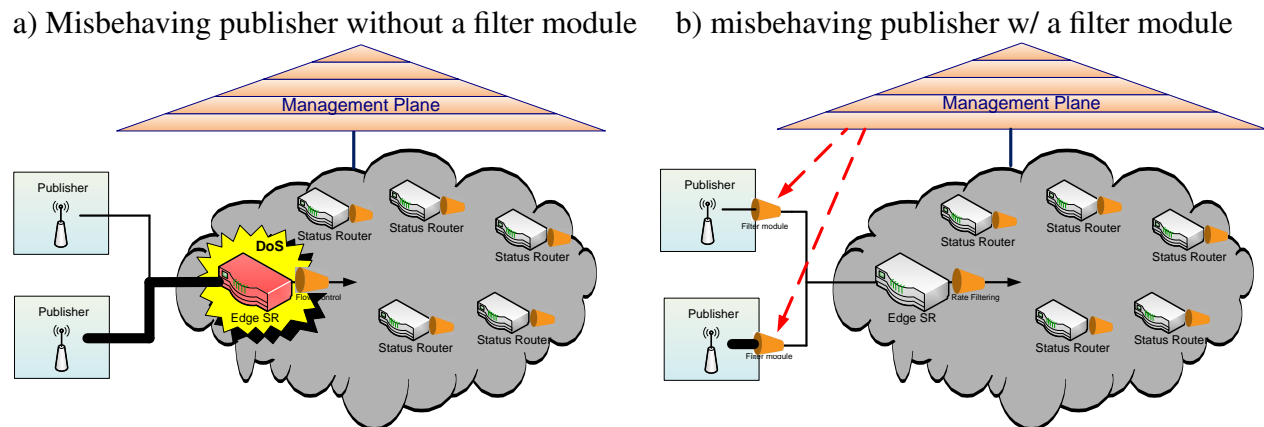 a) Misbehaving publisher without a filter module
Management Plane
Publisher
Publisher
DoS
Edge SR
Flow Control
Status Router
Status Router
Status Router
Status Router
Status Router
b) misbehaving publisher w/ a filter module
Management Plane
Publisher
Filter module
Publisher
Filter module
Edge SR
Rate Filtering
Status Router
Status Router
Status Router
Status Router
Status Router